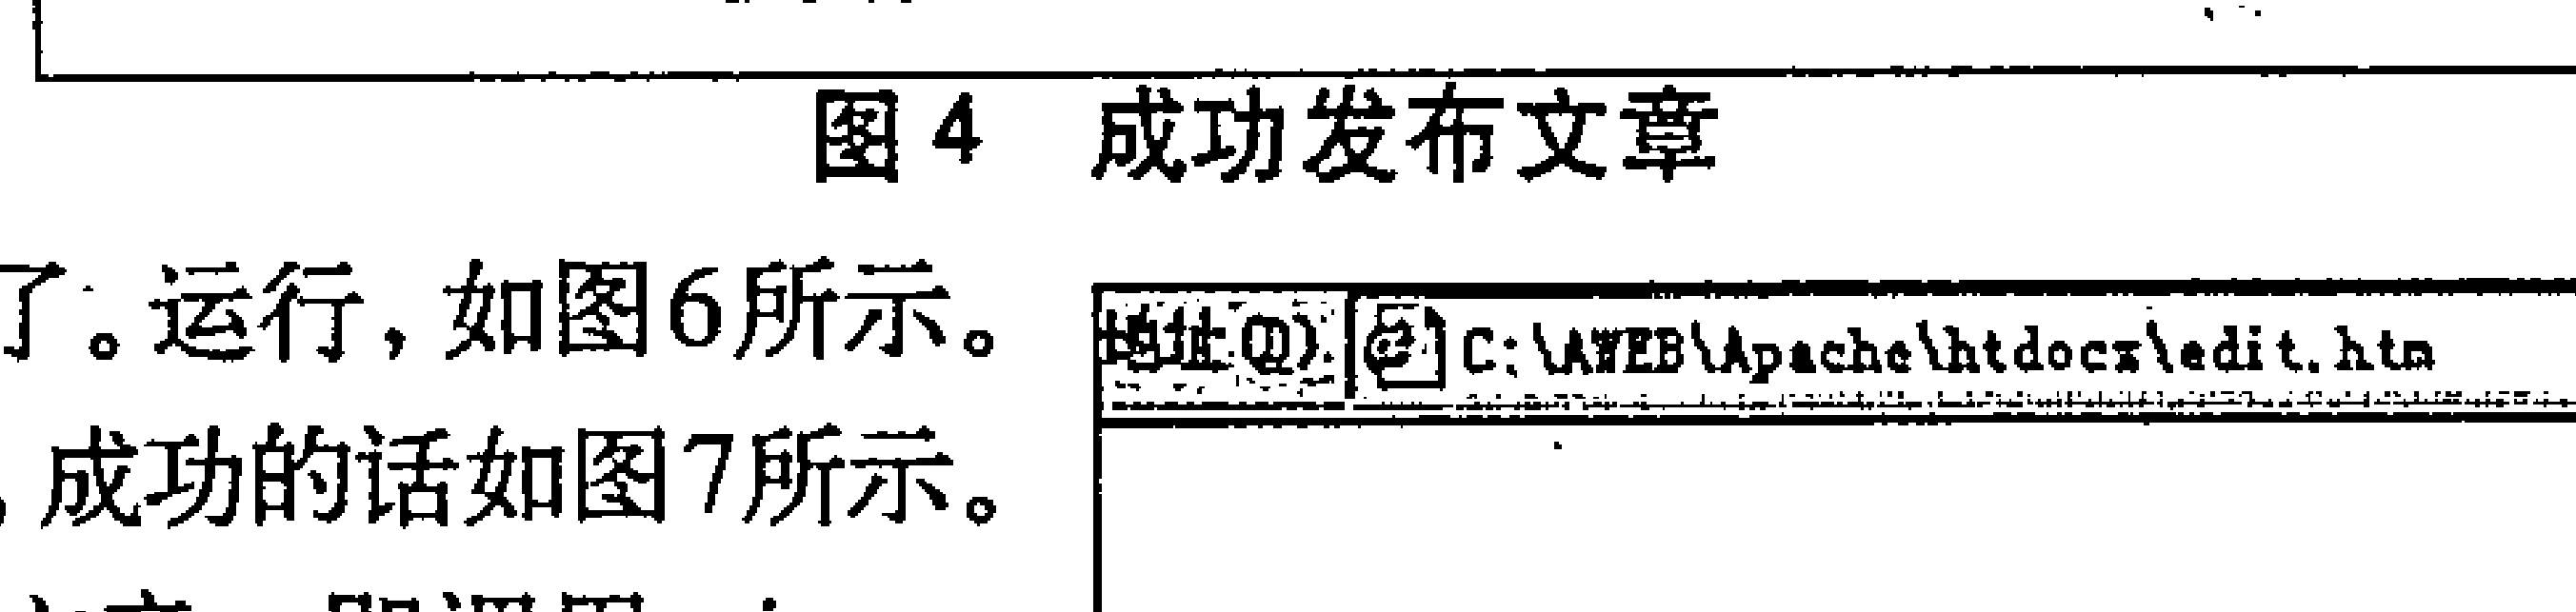 图 4 成功发布文章
了。运行，如图6所示。
，成功的话如图7所示。
地址(D) C:\AWEB\Apache\htdocs\edit.htm